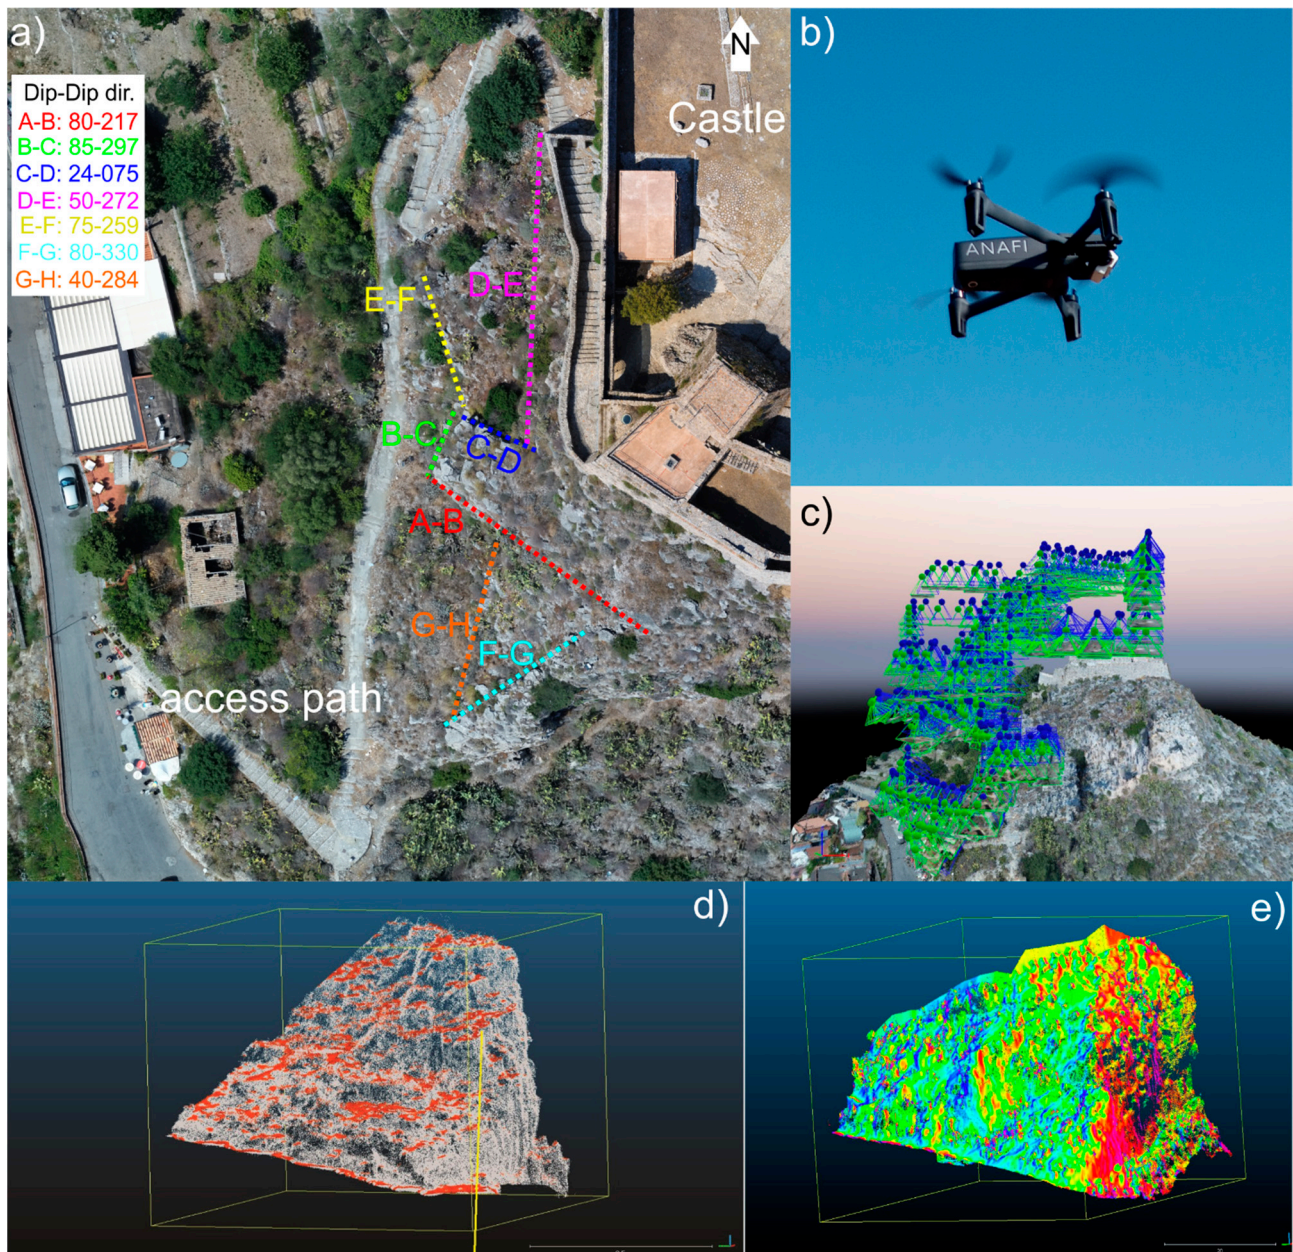 a)
N
Castle
Dip-Dip dir.
A-B: 80-217
B-C: 85-297
C-D: 24-075
D-E: 50-272
E-F: 75-259
F-G: 80-330
G-H: 40-284
D-E
E-F
B-C
C-D
A-B
G-H
F-G
access path
b)
ANAFI
c)
d)
e)